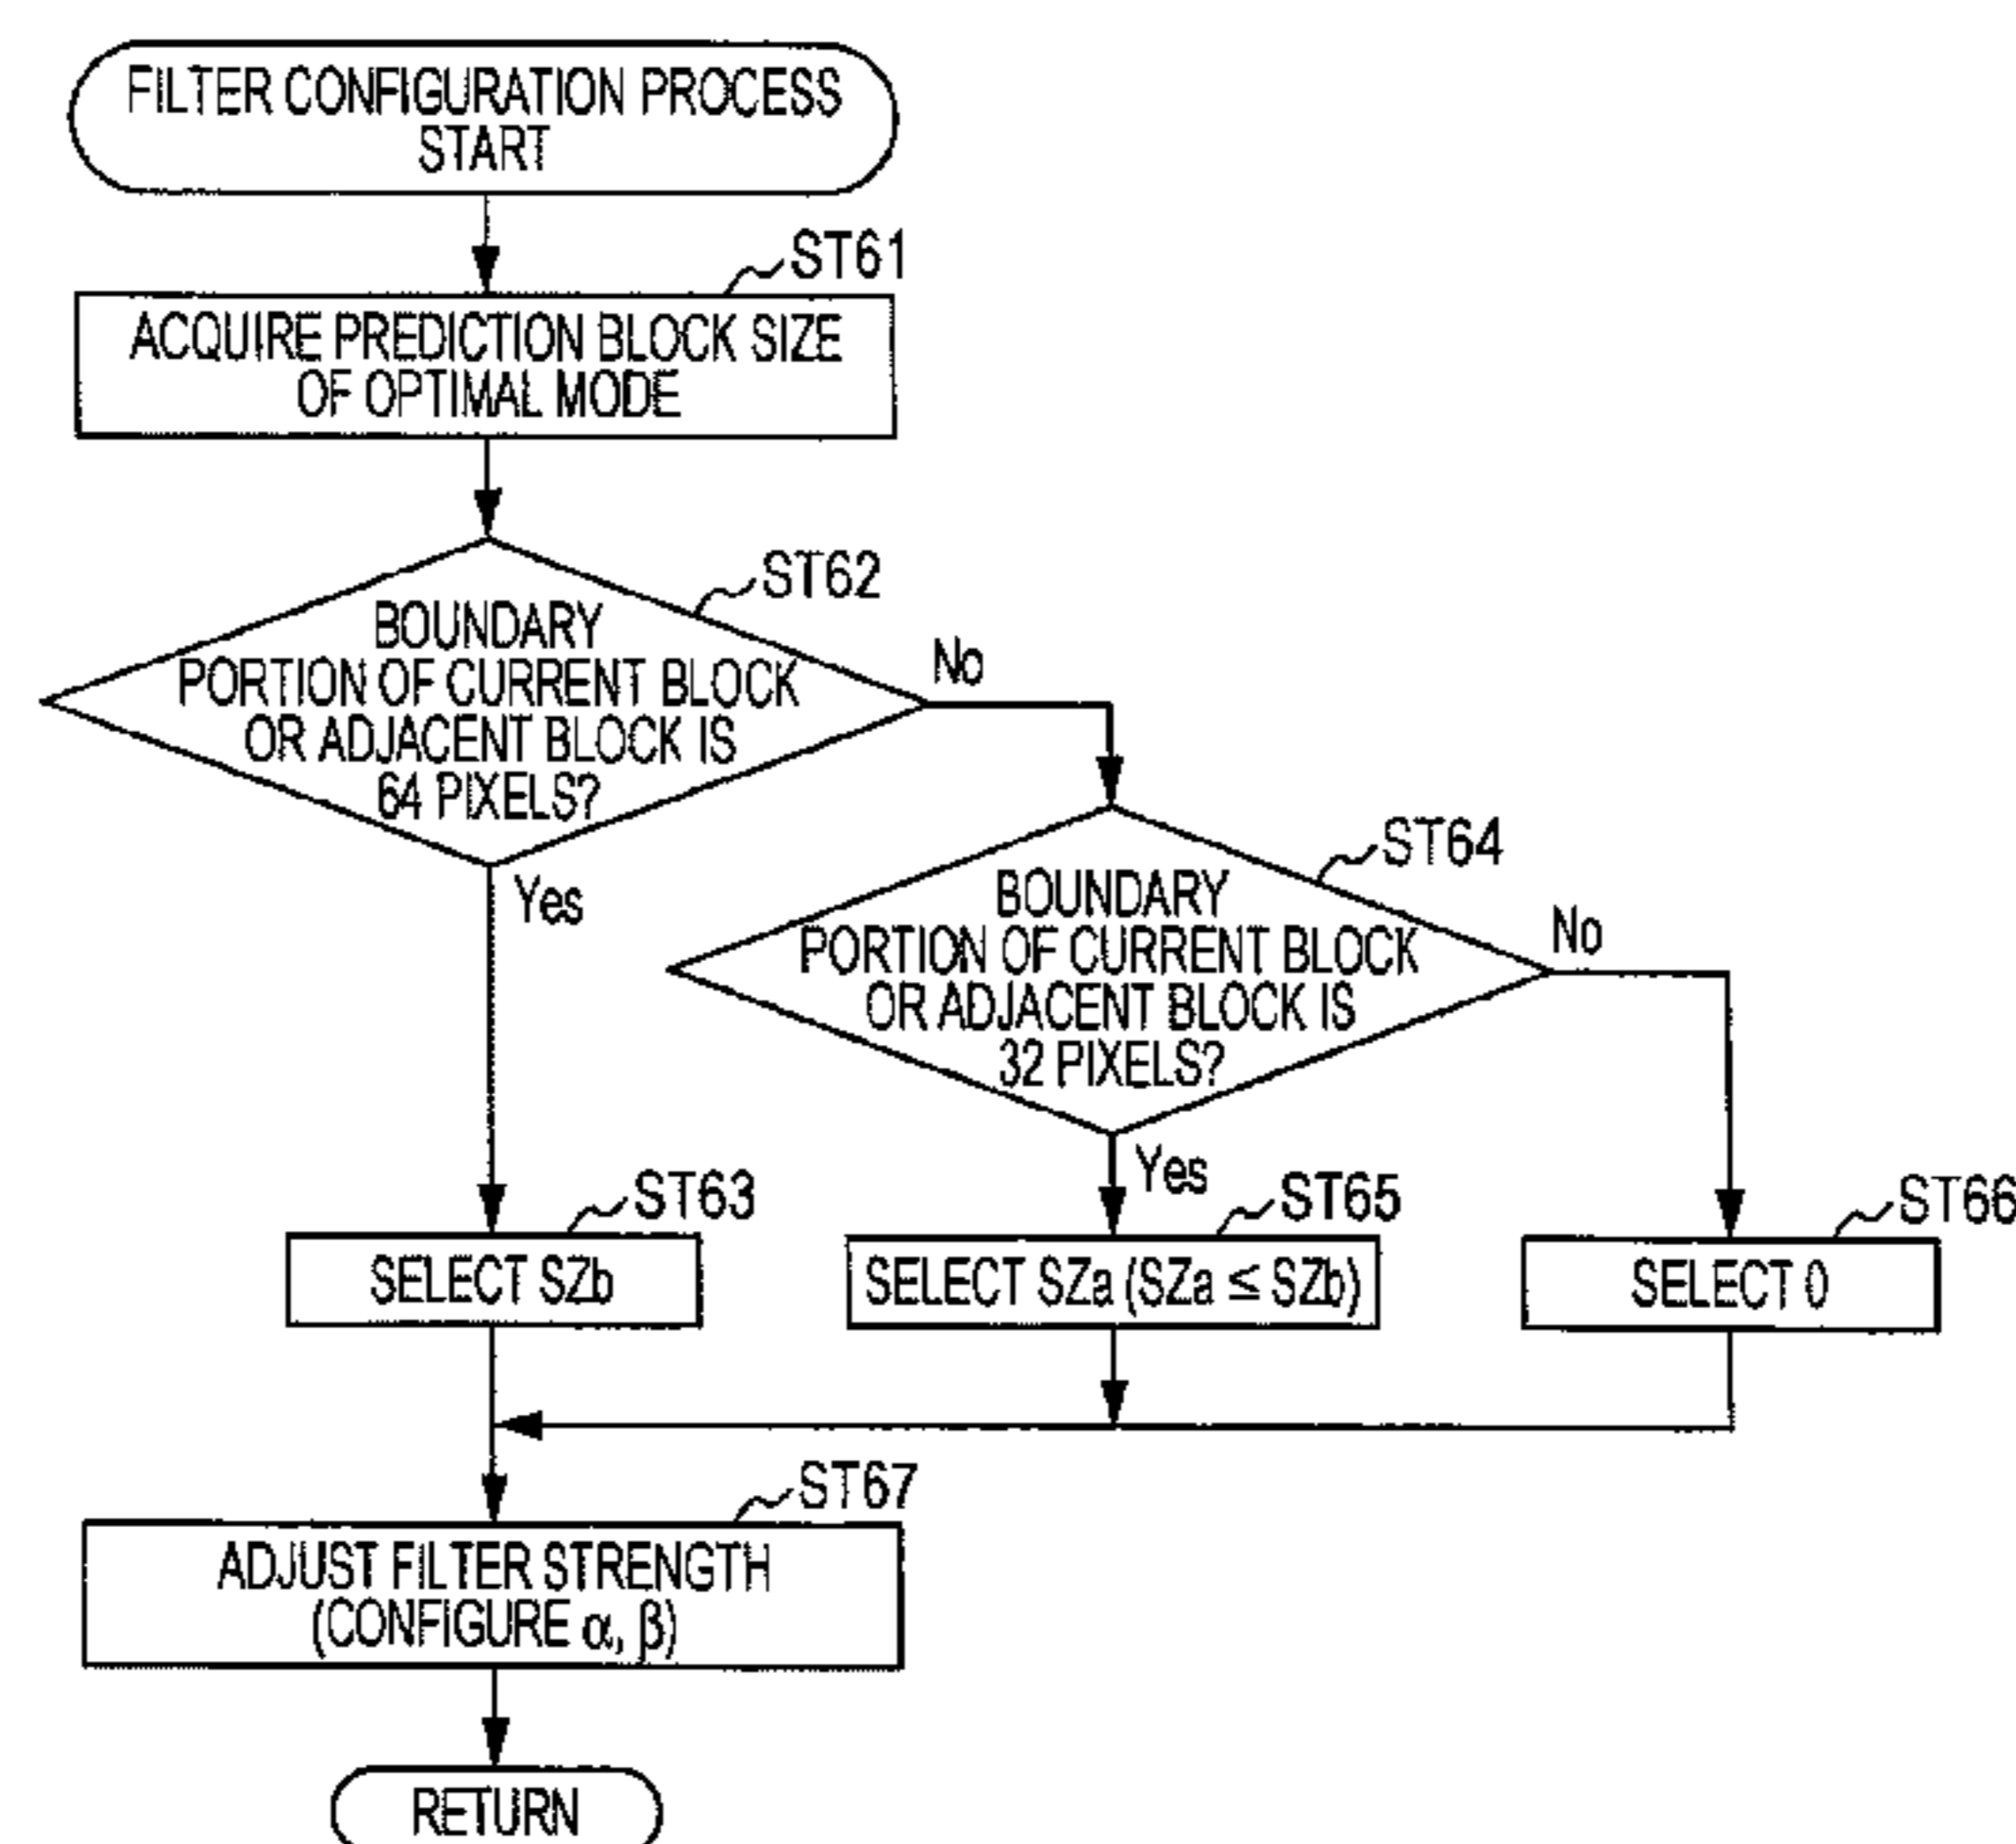 FILTER CONFIGURATION PROCESS
START
ST61
ACQUIRE PREDICTION BLOCK SIZE
OF OPTIMAL MODE
ST62
BOUNDARY
PORTION OF CURRENT BLOCK
OR ADJACENT BLOCK IS
64 PIXELS?
No
Yes
ST64
BOUNDARY
PORTION OF CURRENT BLOCK
OR ADJACENT BLOCK IS
32 PIXELS?
No
Yes
ST63
SELECT SZb
ST65
SELECT SZa (SZa ≤ SZb)
ST66
SELECT 0
ST67
ADJUST FILTER STRENGTH
(CONFIGURE α, β)
RETURN